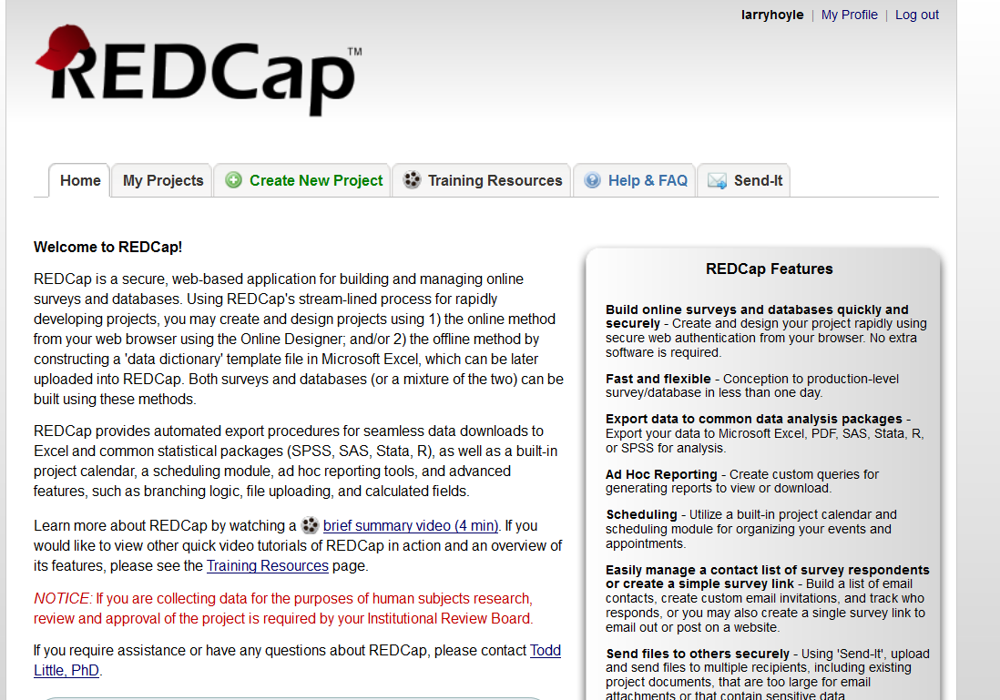 larryhoyle | My Profile | Log out
REDCap™
Home
My Projects
Create New Project
Training Resources
Help & FAQ
Send-It
Welcome to REDCap!
REDCap is a secure, web-based application for building and managing online
surveys and databases. Using REDCap's stream-lined process for rapidly
developing projects, you may create and design projects using 1) the online method
from your web browser using the Online Designer; and/or 2) the offline method by
constructing a 'data dictionary' template file in Microsoft Excel, which can be later
uploaded into REDCap. Both surveys and databases (or a mixture of the two) can be
built using these methods.
REDCap provides automated export procedures for seamless data downloads to
Excel and common statistical packages (SPSS, SAS, Stata, R), as well as a built-in
project calendar, a scheduling module, ad hoc reporting tools, and advanced
features, such as branching logic, file uploading, and calculated fields.
Learn more about REDCap by watching a brief summary video (4 min). If you
would like to view other quick video tutorials of REDCap in action and an overview of
its features, please see the Training Resources page.
NOTICE: If you are collecting data for the purposes of human subjects research,
review and approval of the project is required by your Institutional Review Board.
If you require assistance or have any questions about REDCap, please contact Todd
Little, PhD.
REDCap Features
Build online surveys and databases quickly and
securely - Create and design your project rapidly using
secure web authentication from your browser. No extra
software is required.
Fast and flexible - Conception to production-level
survey/database in less than one day.
Export data to common data analysis packages -
Export your data to Microsoft Excel, PDF, SAS, Stata, R,
or SPSS for analysis.
Ad Hoc Reporting - Create custom queries for
generating reports to view or download.
Scheduling - Utilize a built-in project calendar and
scheduling module for organizing your events and
appointments.
Easily manage a contact list of survey respondents
or create a simple survey link - Build a list of email
contacts, create custom email invitations, and track who
responds, or you may also create a single survey link to
email out or post on a website.
Send files to others securely - Using 'Send-It', upload
and send files to multiple recipients, including existing
project documents, that are too large for email
attachments or that contain sensitive data